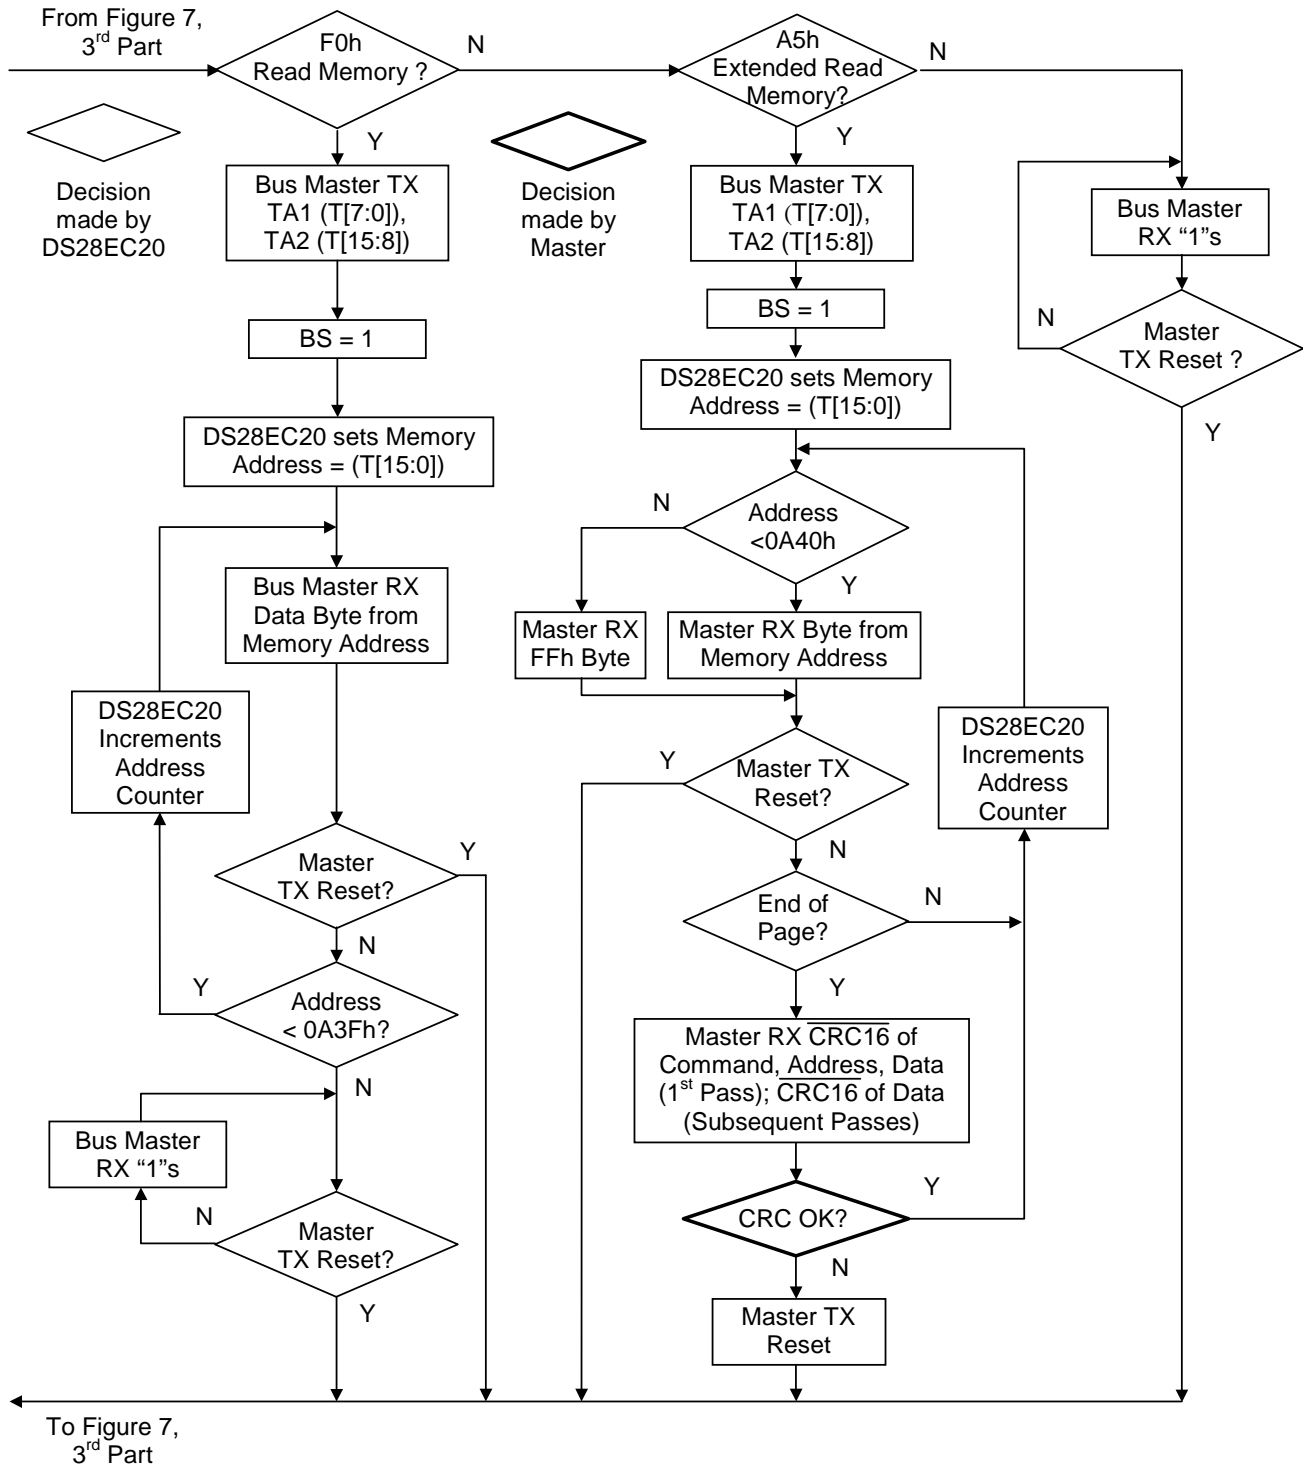 From Figure 7,
3rd Part
F0h
Read Memory ?
N
Y
Decision
made by
DS28EC20
Bus Master TX
TA1 (T[7:0]),
TA2 (T[15:8])
BS = 1
DS28EC20 sets Memory
Address = (T[15:0])
Bus Master RX
Data Byte from
Memory Address
DS28EC20
Increments
Address
Counter
Master
TX Reset?
Y
N
Address
< 0A3Fh?
Y
N
Bus Master
RX “1”s
Master
TX Reset?
N
Y
A5h
Extended Read
Memory?
N
Y
Decision
made by
Master
Bus Master TX
TA1 (T[7:0]),
TA2 (T[15:8])
BS = 1
DS28EC20 sets Memory
Address = (T[15:0])
Address
<0A40h
N
Y
Master RX
FFh Byte
Master RX Byte from
Memory Address
Master TX
Reset?
Y
N
DS28EC20
Increments
Address
Counter
End of
Page?
N
Y
Master RX CRC16 of
Command, Address, Data
(1st Pass); CRC16 of Data
(Subsequent Passes)
CRC OK?
Y
N
Master TX
Reset
Bus Master
RX “1”s
Master
TX Reset ?
N
Y
To Figure 7,
3rd Part